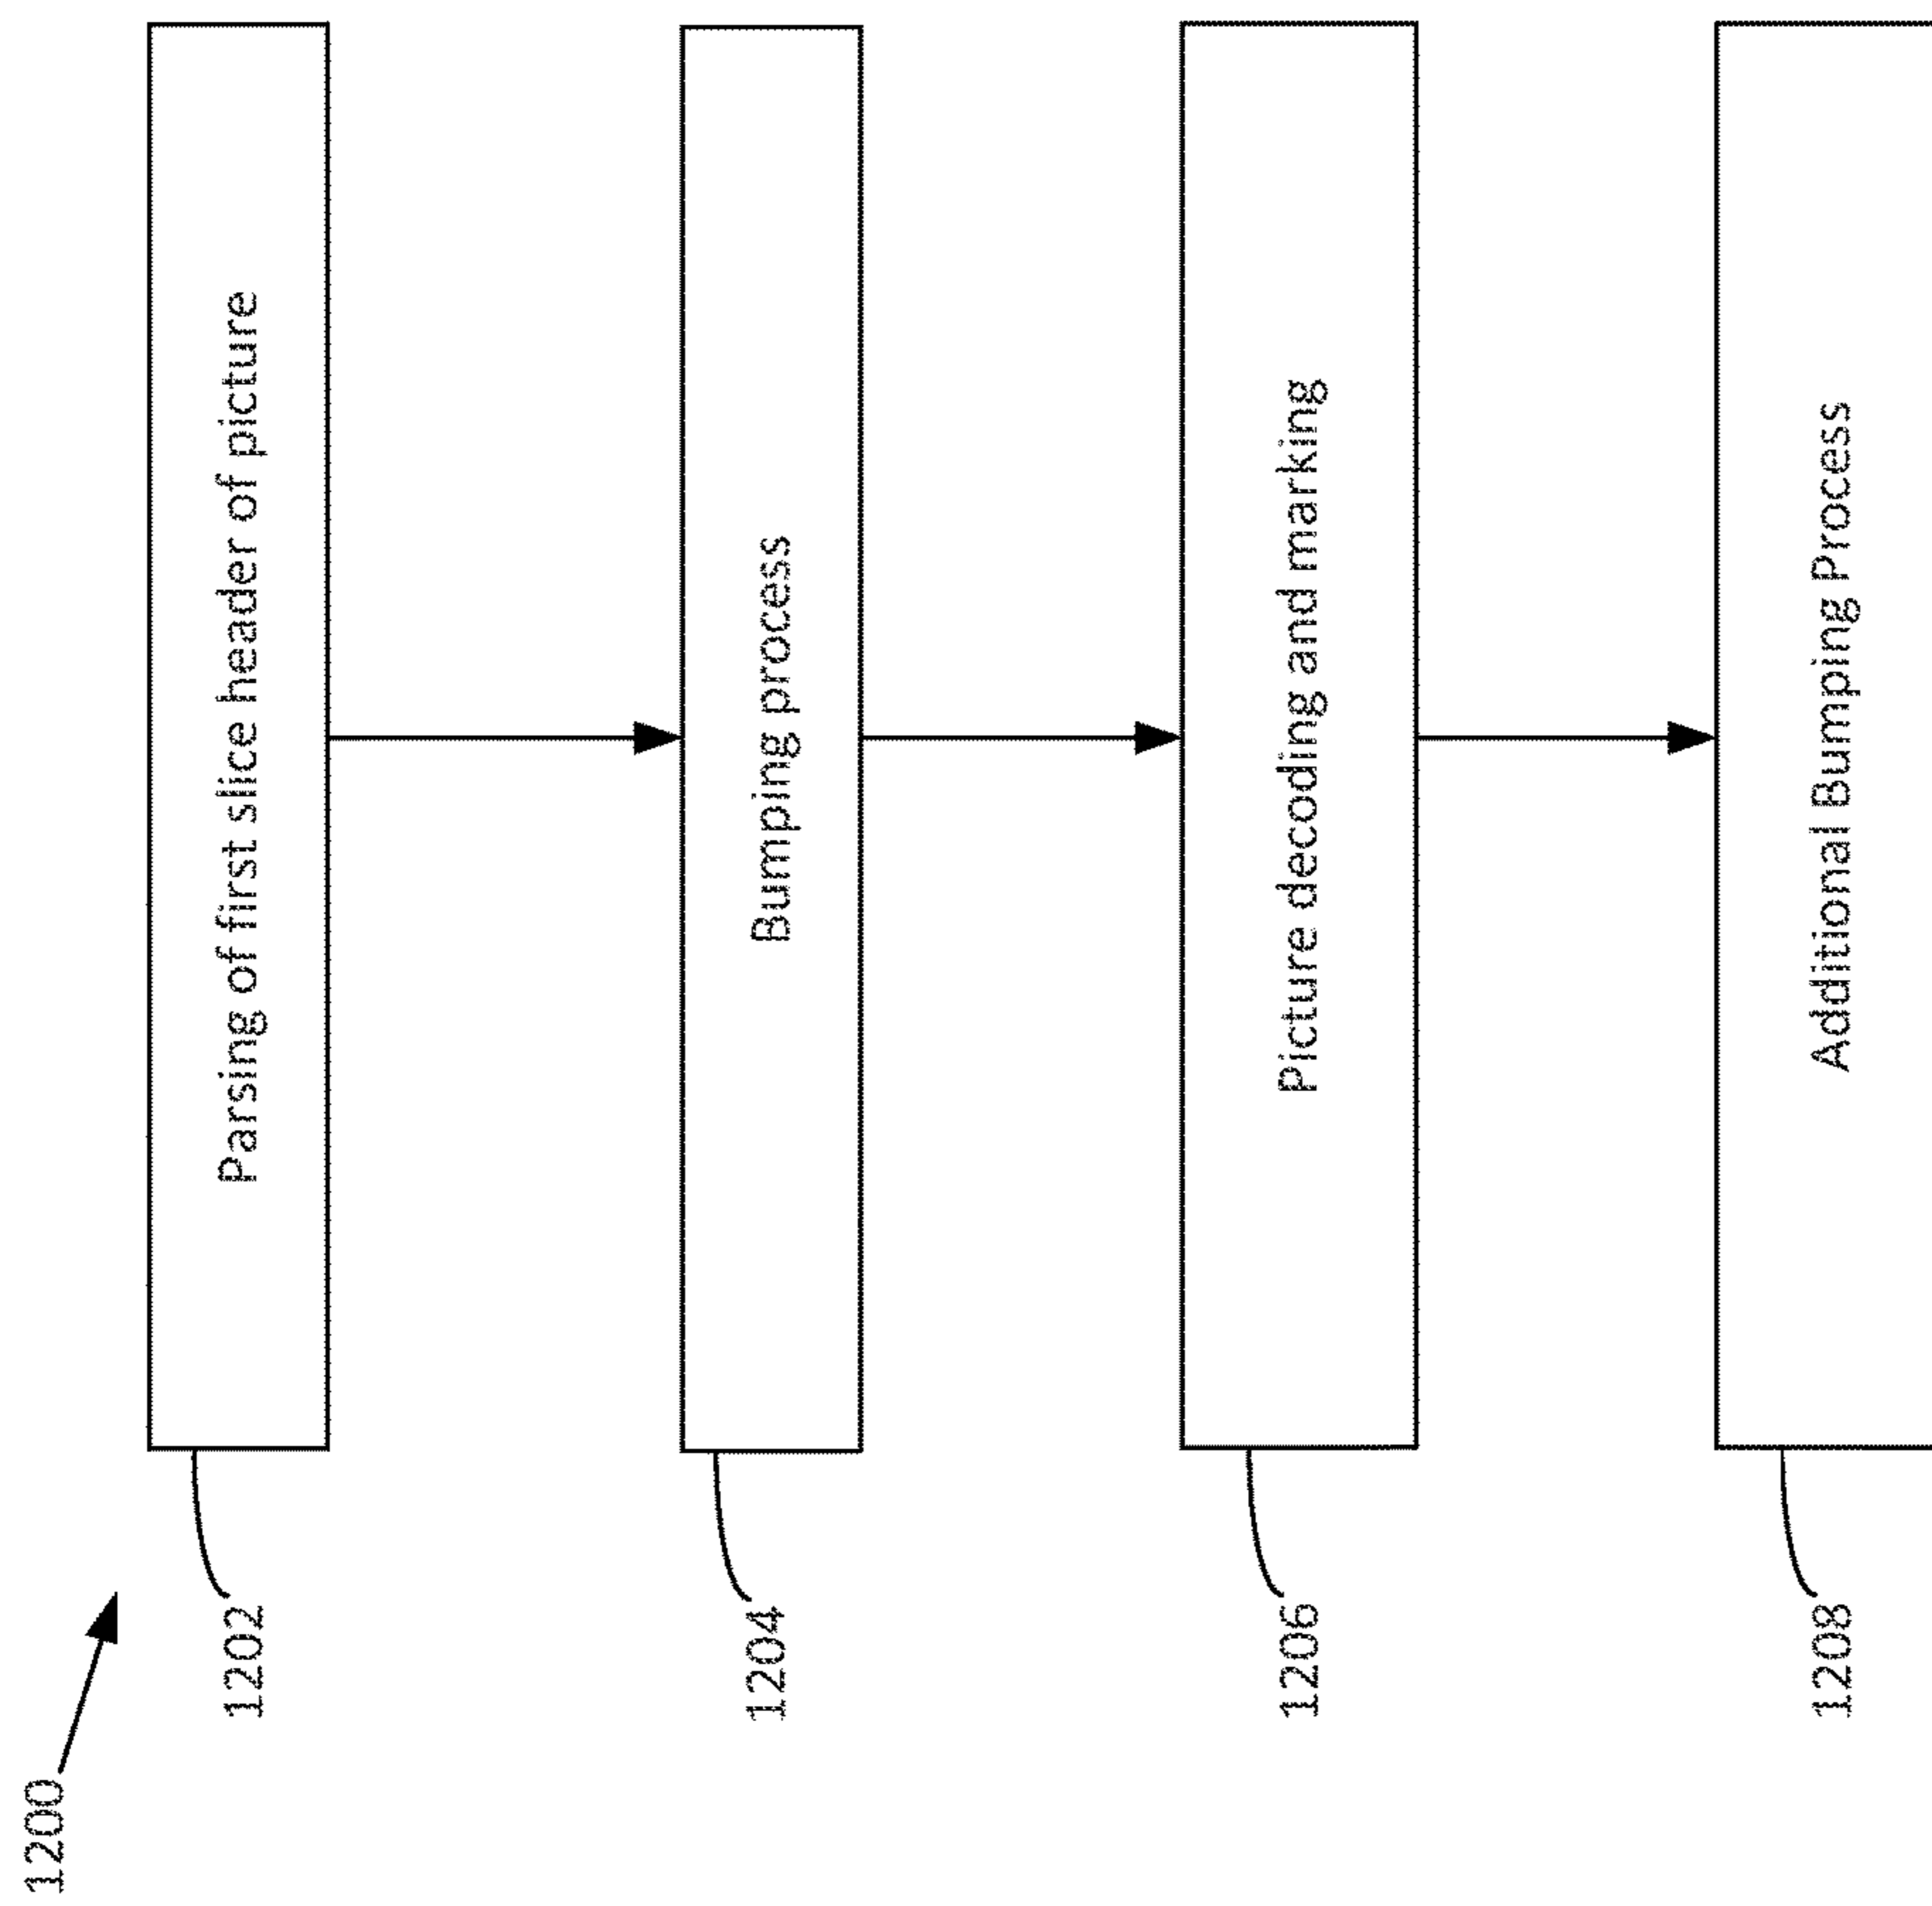 1200
Parsing of first slice header of picture
1202
Bumping process
1204
Picture decoding and marking
1206
Additional Bumping Process
1208